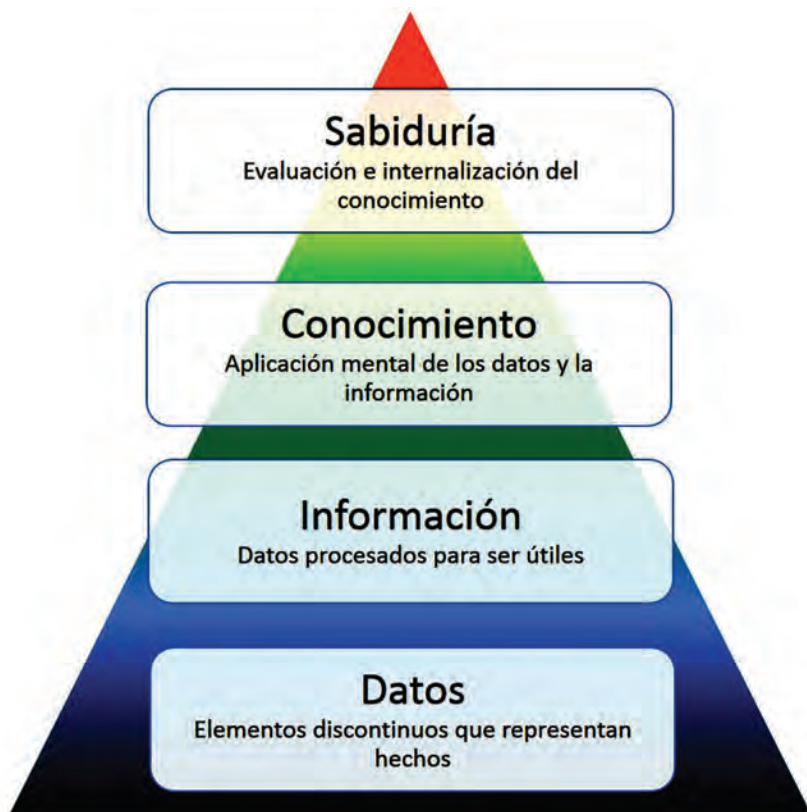 Sabiduría
Evaluación e internalización del
conocimiento
Conocimiento
Aplicación mental de los datos y la
información
Información
Datos procesados para ser útiles
Datos
Elementos discontinuos que representan
hechos